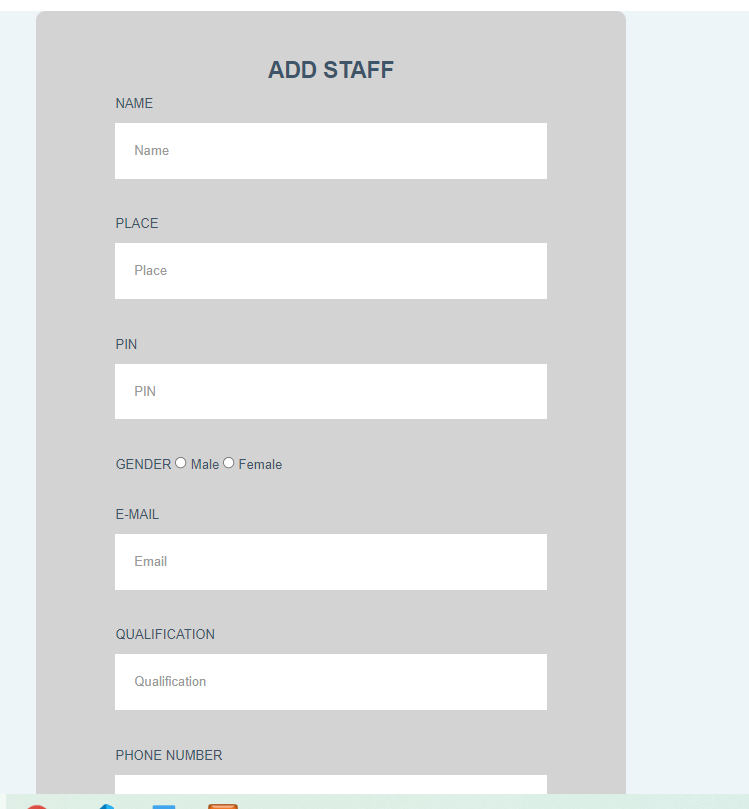 ADD STAFF
NAME
Name
PLACE
Place
PIN
PIN
GENDER Male Female
E-MAIL
Email
QUALIFICATION
Qualification
PHONE NUMBER